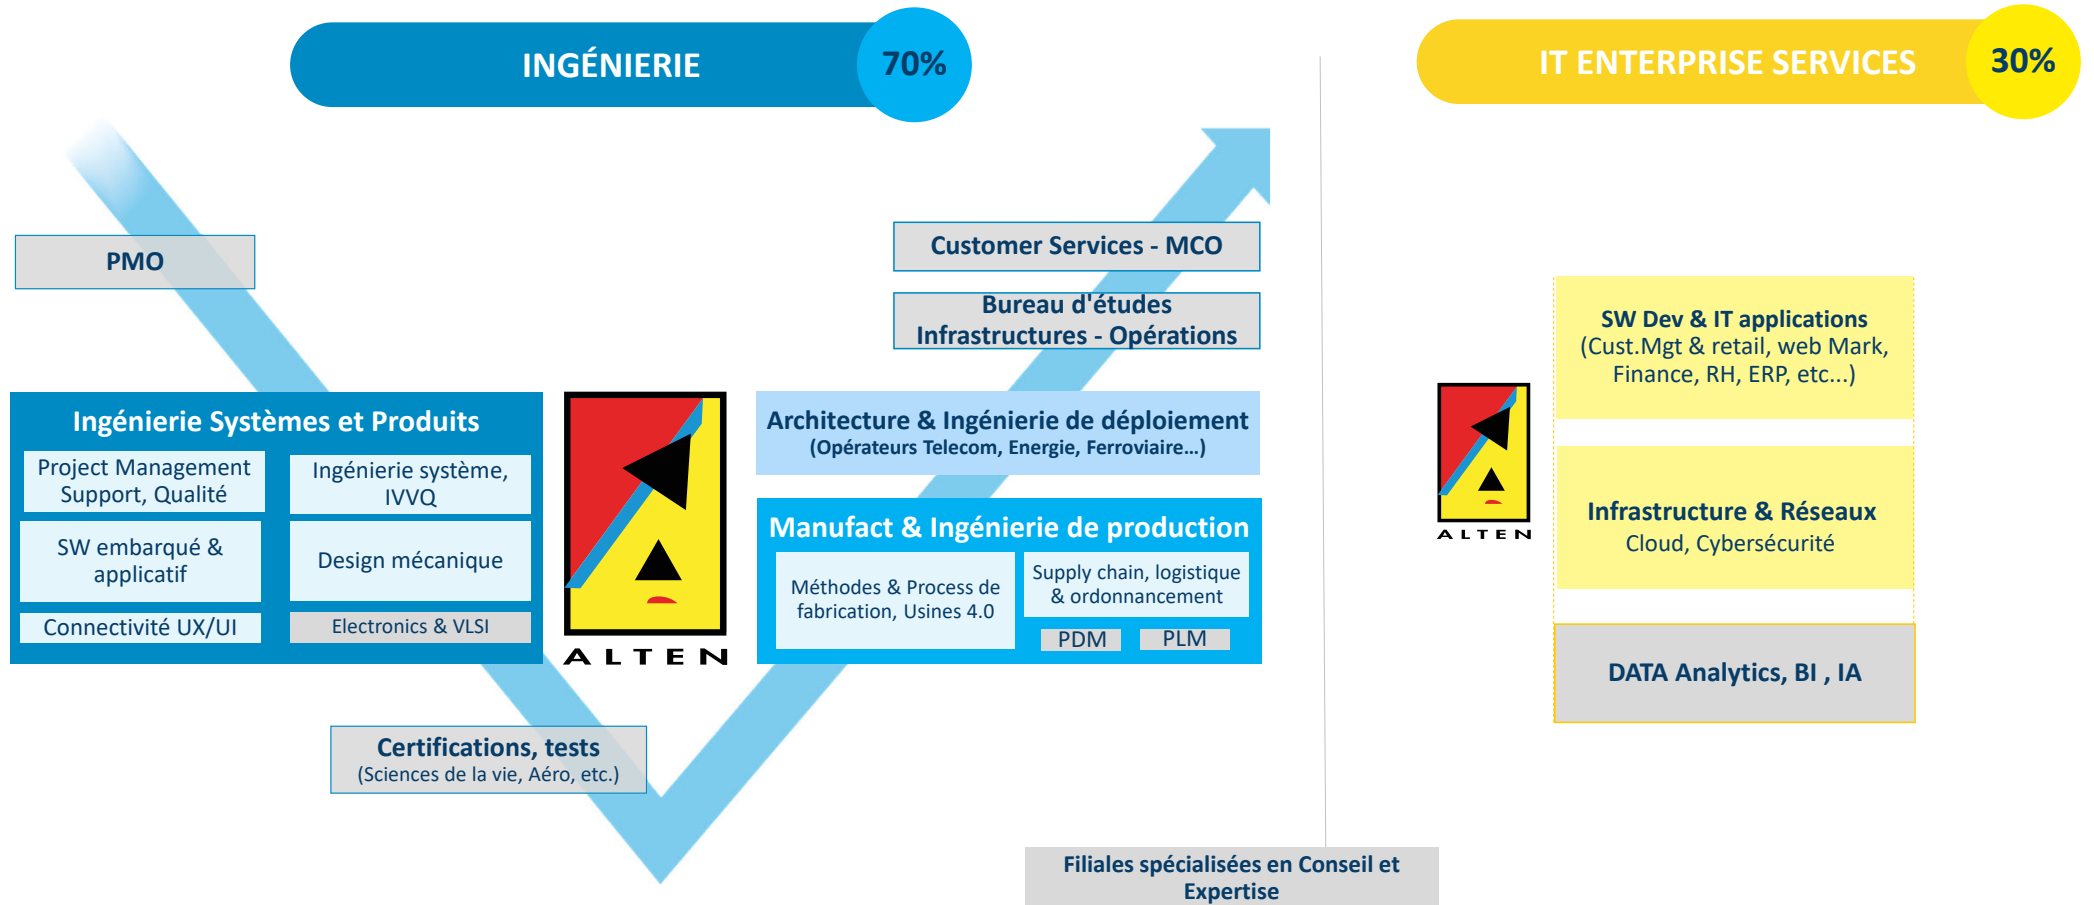 INGÉNIERIE
70%
IT ENTERPRISE SERVICES
30%
PMO
Customer Services - MCO
Bureau d'études
Infrastructures - Opérations
Ingénierie Systèmes et Produits
Project Management
Support, Qualité
Ingénierie système,
IVVQ
SW embarqué &
applicatif
Design mécanique
Connectivité UX/UI
Electronics & VLSI
ALTEN
Architecture & Ingénierie de déploiement
(Opérateurs Telecom, Energie, Ferroviaire...)
Manufact & Ingénierie de production
Méthodes & Process de
fabrication, Usines 4.0
Supply chain, logistique
& ordonnancement
PDM
PLM
Certifications, tests
(Sciences de la vie, Aéro, etc.)
ALTEN
SW Dev & IT applications
(Cust.Mgt & retail, web Mark,
Finance, RH, ERP, etc...)
Infrastructure & Réseaux
Cloud, Cybersécurité
DATA Analytics, BI , IA
Filiales spécialisées en Conseil et
Expertise